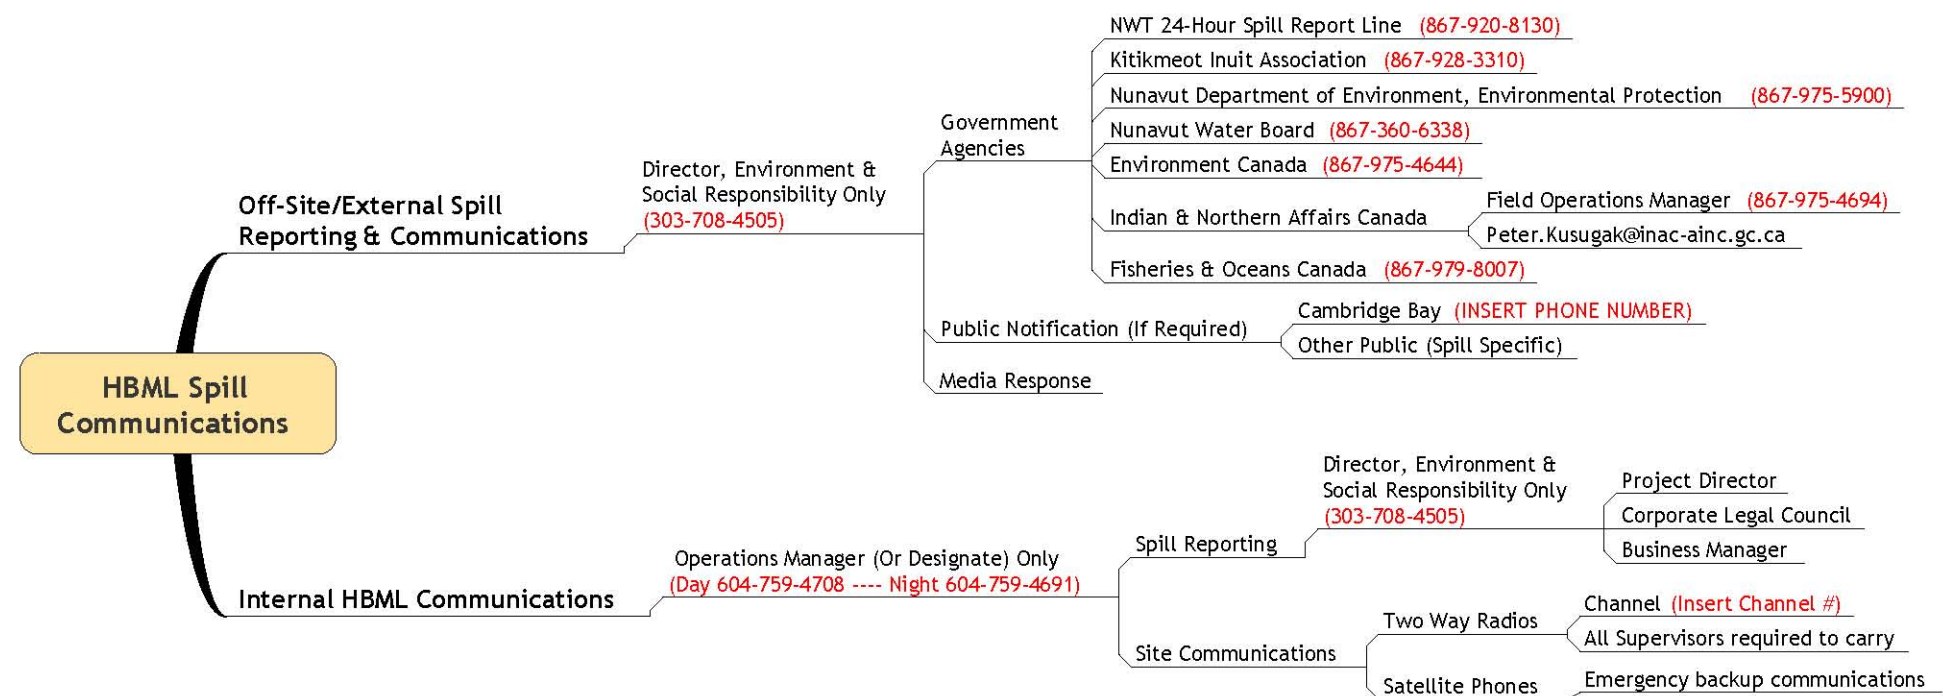 HBML Spill
Communications
Off-Site/External Spill
Reporting & Communications
Director, Environment &
Social Responsibility Only
(303-708-4505)
Government
Agencies
NWT 24-Hour Spill Report Line (867-920-8130)
Kitikmeot Inuit Association (867-928-3310)
Nunavut Department of Environment, Environmental Protection (867-975-5900)
Nunavut Water Board (867-360-6338)
Environment Canada (867-975-4644)
Indian & Northern Affairs Canada
Field Operations Manager (867-975-4694)
Peter.Kusugak@inac-ainc.gc.ca
Fisheries & Oceans Canada (867-979-8007)
Public Notification (If Required)
Cambridge Bay (INSERT PHONE NUMBER)
Other Public (Spill Specific)
Media Response
Internal HBML Communications
Operations Manager (Or Designate) Only
(Day 604-759-4708 ---- Night 604-759-4691)
Spill Reporting
Director, Environment &
Social Responsibility Only
(303-708-4505)
Project Director
Corporate Legal Council
Business Manager
Site Communications
Two Way Radios
Channel (Insert Channel #)
All Supervisors required to carry
Satellite Phones
Emergency backup communications